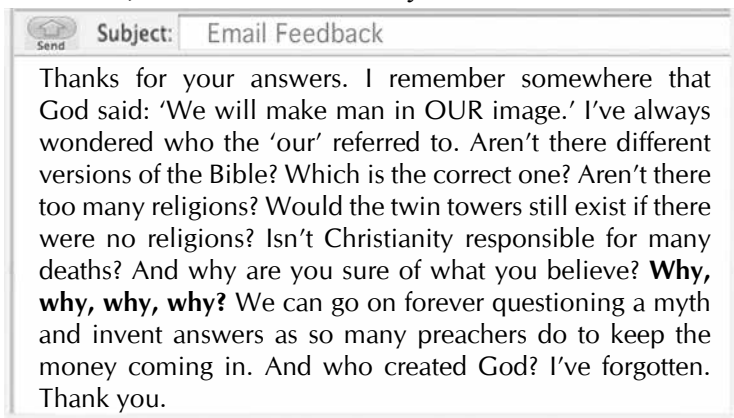 Send Subject: Email Feedback
Thanks for your answers. I remember somewhere that
God said: ‘We will make man in OUR image.’ I’ve always
wondered who the ‘our’ referred to. Aren’t there different
versions of the Bible? Which is the correct one? Aren’t there
too many religions? Would the twin towers still exist if there
were no religions? Isn’t Christianity responsible for many
deaths? And why are you sure of what you believe? Why,
why, why, why? We can go on forever questioning a myth
and invent answers as so many preachers do to keep the
money coming in. And who created God? I’ve forgotten.
Thank you.